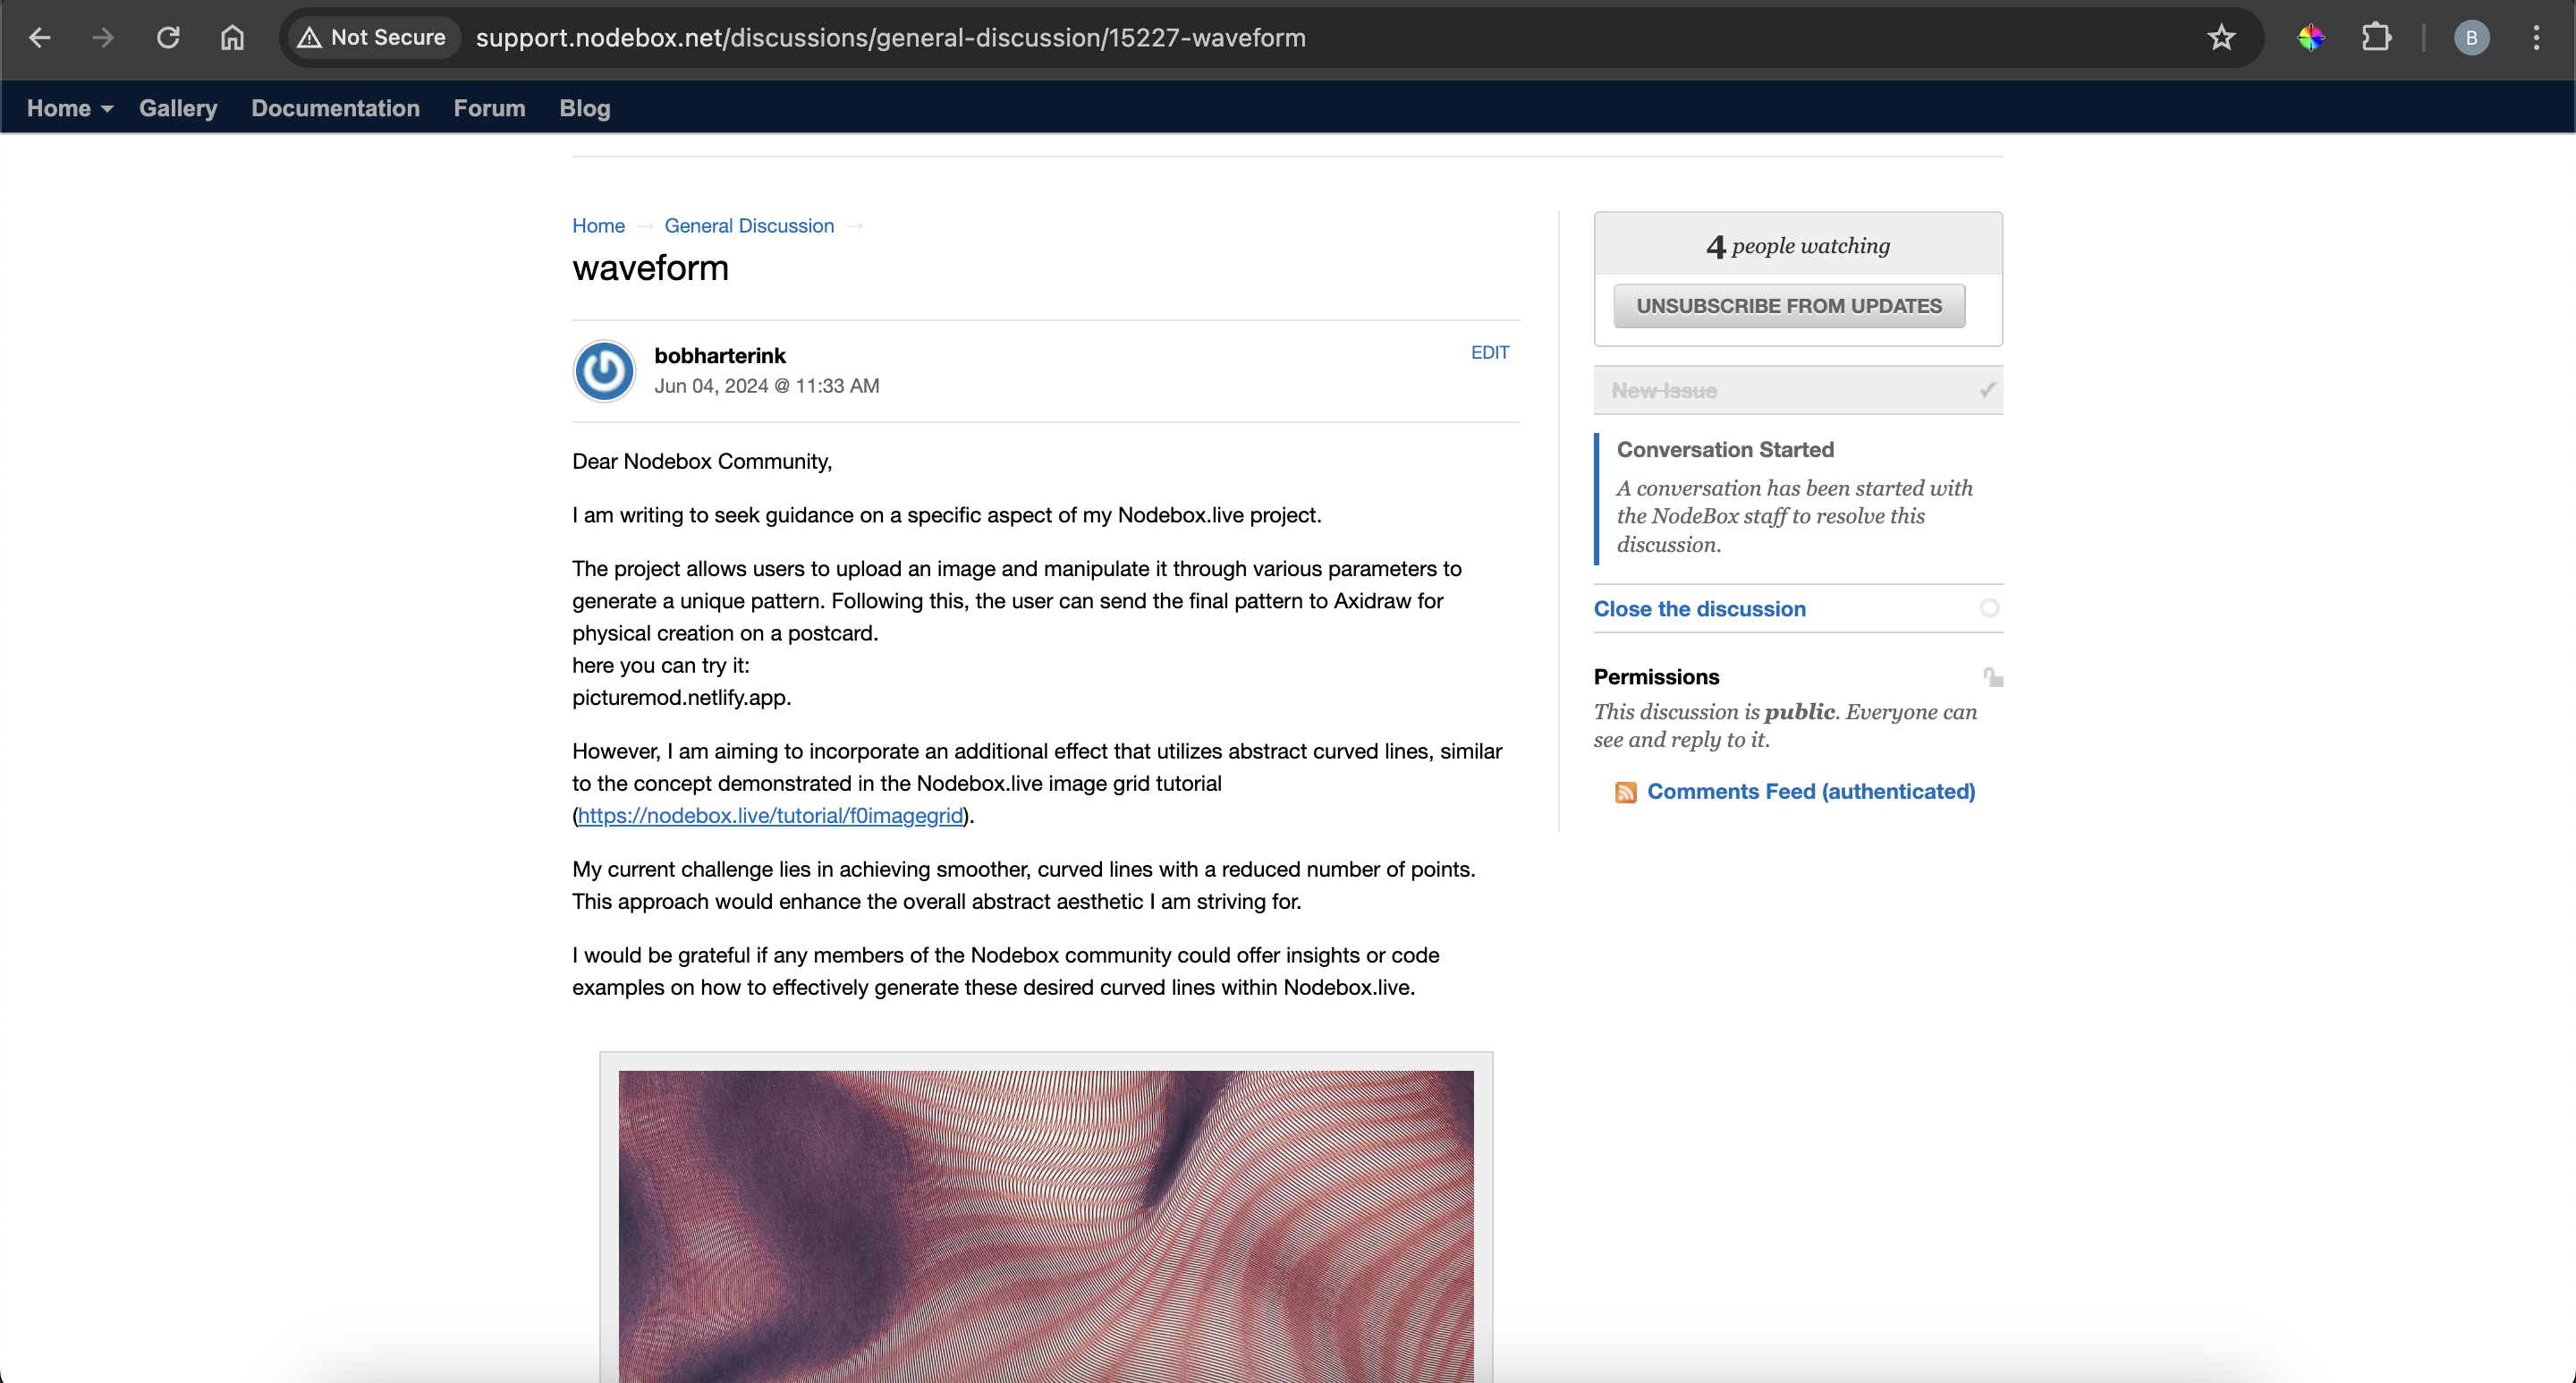 Not Secure support.nodebox.net/discussions/general-discussion/15227-waveform B
Home Gallery Documentation Forum Blog
Home → General Discussion →
waveform
bobharterink
Jun 04, 2024 @ 11:33 AM
EDIT
Dear Nodebox Community,
I am writing to seek guidance on a specific aspect of my Nodebox.live project.
The project allows users to upload an image and manipulate it through various parameters to
generate a unique pattern. Following this, the user can send the final pattern to Axidraw for
physical creation on a postcard.
here you can try it:
picturemod.netlify.app.
However, I am aiming to incorporate an additional effect that utilizes abstract curved lines, similar
to the concept demonstrated in the Nodebox.live image grid tutorial
(https://nodebox.live/tutorial/f0imagegrid).
My current challenge lies in achieving smoother, curved lines with a reduced number of points.
This approach would enhance the overall abstract aesthetic I am striving for.
I would be grateful if any members of the Nodebox community could offer insights or code
examples on how to effectively generate these desired curved lines within Nodebox.live.
4 people watching
UNSUBSCRIBE FROM UPDATES
New Issue ✓
Conversation Started
A conversation has been started with
the NodeBox staff to resolve this
discussion.
Close the discussion
Permissions
This discussion is public. Everyone can
see and reply to it.
Comments Feed (authenticated)